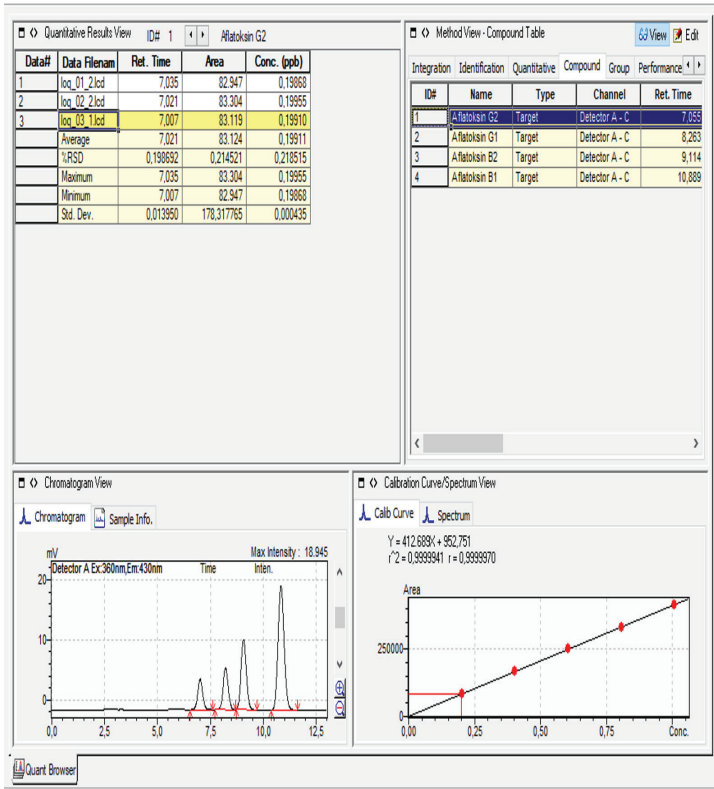 Quantitative Results View ID# 1 Aflatoksin G2
Data# Data Filenam Ret. Time Area Conc. (ppb)
1 loq_01_2.lcd 7,035 82.947 0,19868
2 loq_02_2.lcd 7,021 83.304 0,19955
3 loq_03_1.lcd 7,007 83.119 0,19910
Average 7,021 83.124 0,19911
%RSD 0,198692 0,214521 0,218515
Maximum 7,035 83.304 0,19955
Minimum 7,007 82.947 0,19868
Std. Dev. 0,013950 178,317765 0,000435
Method View - Compound Table View Edit
Integration Identification Quantitative Compound Group Performance
ID# Name Type Channel Ret. Time
1 Aflatoksin G2 Target Detector A - C 7,055
2 Aflatoksin G1 Target Detector A - C 8,263
3 Aflatoksin B2 Target Detector A - C 9,114
4 Aflatoksin B1 Target Detector A - C 10,889
Chromatogram View
Chromatogram Sample Info.
mV Max Intensity : 18.945
Detector A Ex:360nm,Em:430nm Time Inten.
20
10
0
0,0 2,5 5,0 7,5 10,0 12,5
Calibration Curve/Spectrum View
Calib Curve Spectrum
Y = 412.689X + 952,751
r^2 = 0,9999941 r = 0,9999970
Area
250000
0
0,00 0,25 0,50 0,75 Conc.
Quant Browser